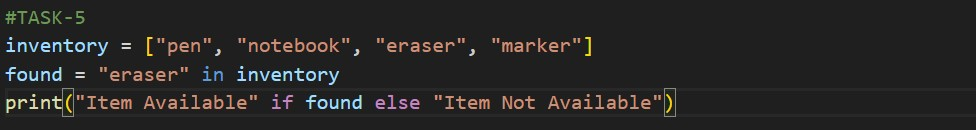 #TASK-5
inventory = ["pen", "notebook", "eraser", "marker"]
found = "eraser" in inventory
print("Item Available" if found else "Item Not Available")